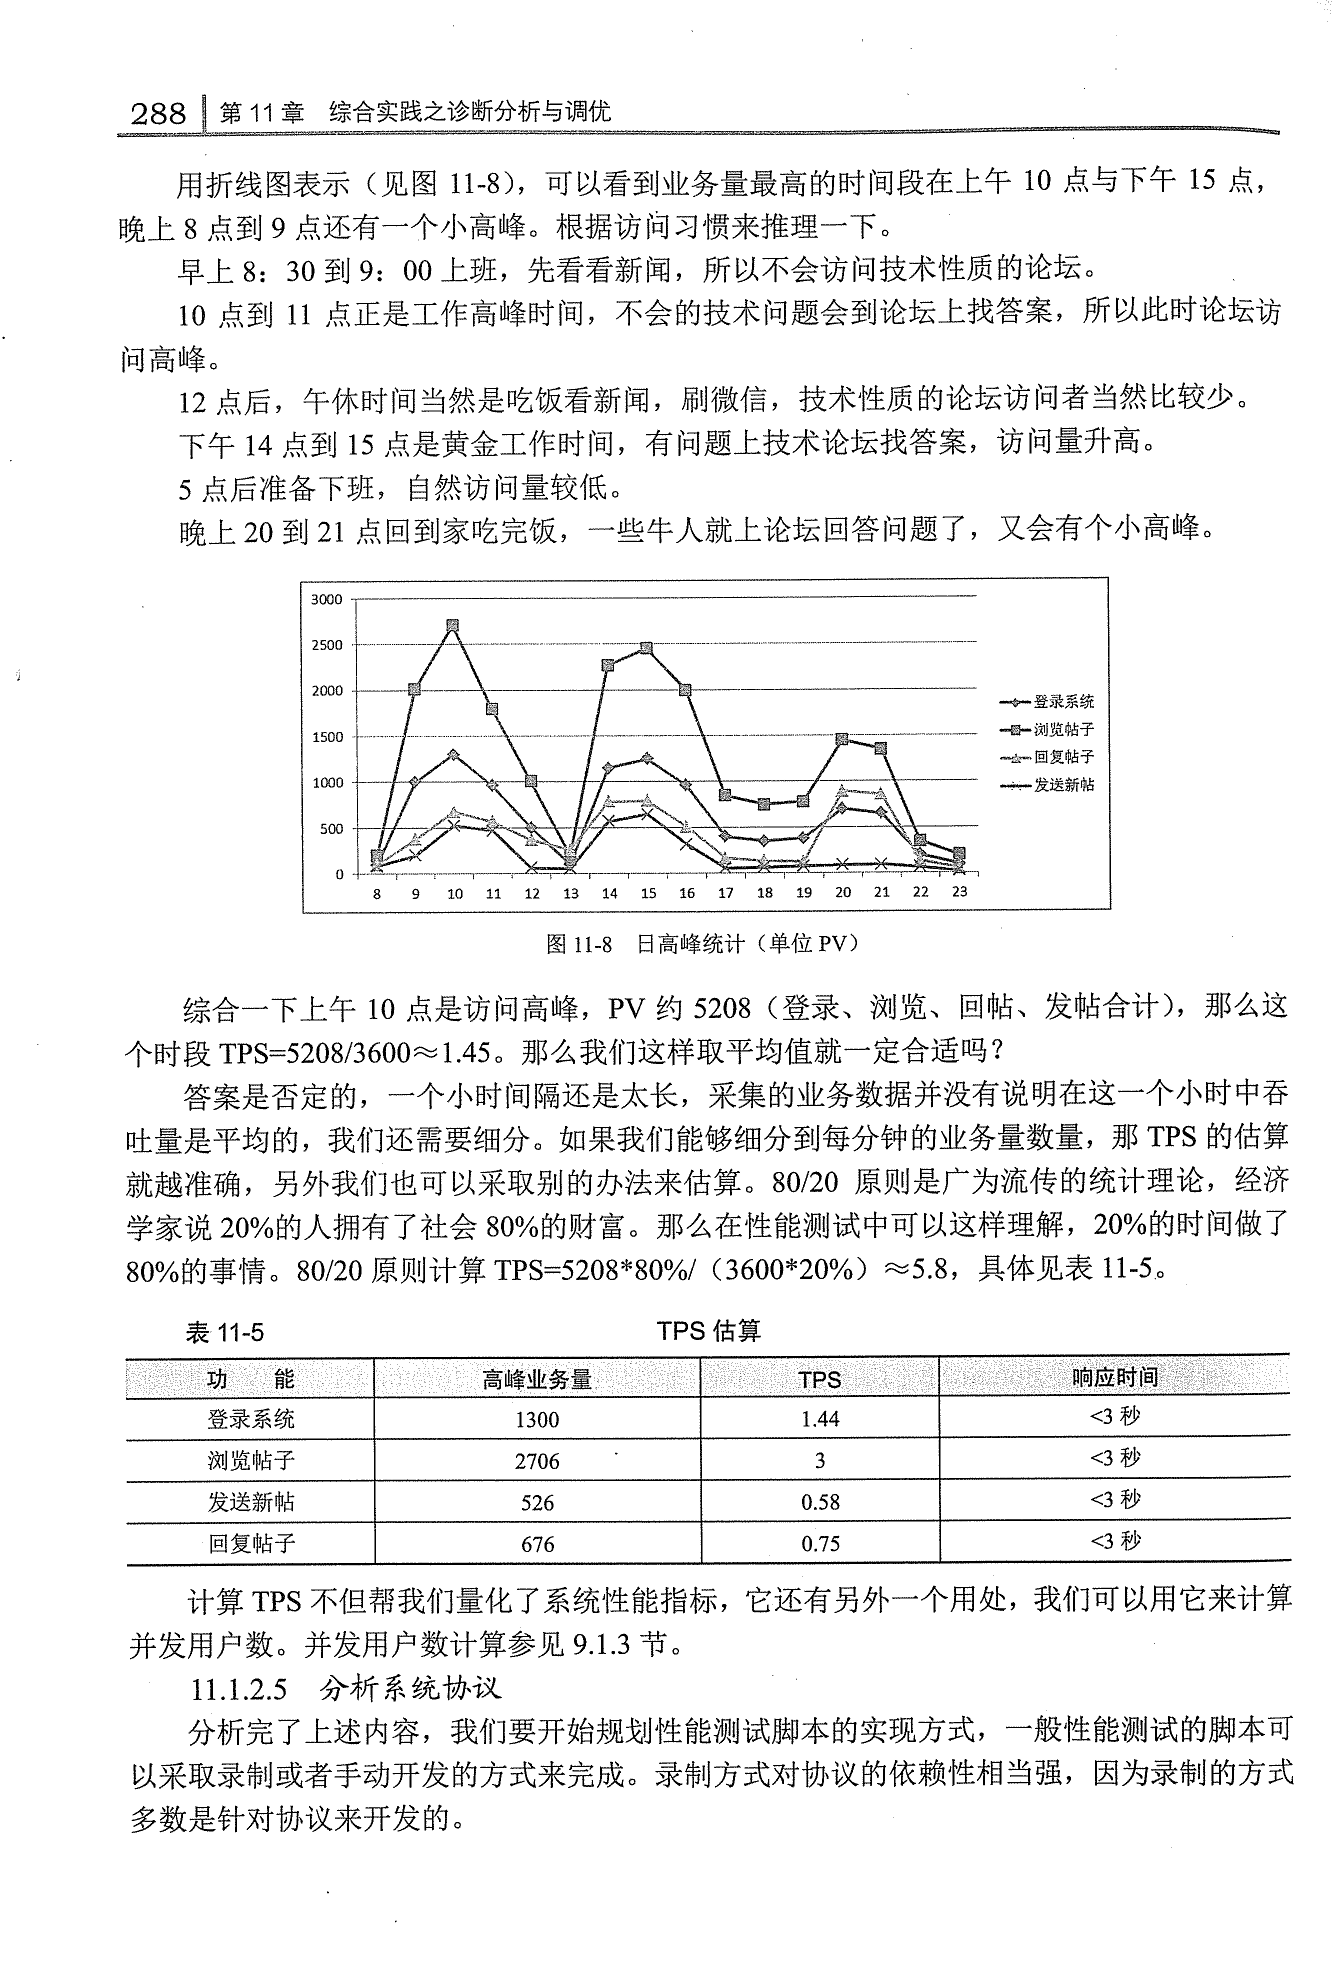 288 第11章 综合实践之诊断分析与调优
用折线图表示（见图 11-8），可以看到业务量最高的时间段在上午 10 点与下午 15 点，
晚上 8 点到 9 点还有一个小高峰。根据访问习惯来推理一下。
早上 8：30 到 9：00 上班，先看看新闻，所以不会访问技术性质的论坛。
10 点到 11 点正是工作高峰时间，不会的技术问题会到论坛上找答案，所以此时论坛访
问高峰。
12 点后，午休时间当然是吃饭看新闻，刷微信，技术性质的论坛访问者当然比较少。
下午 14 点到 15 点是黄金工作时间，有问题上技术论坛找答案，访问量升高。
5 点后准备下班，自然访问量较低。
晚上 20 到 21 点回到家吃完饭，一些牛人就上论坛回答问题了，又会有个小高峰。
3000
2500
2000
1500
1000
500
0
8 9 10 11 12 13 14 15 16 17 18 19 20 21 22 23
登录系统
浏览帖子
回复帖子
发送新帖
图 11-8 日高峰统计（单位 PV）
综合一下上午 10 点是访问高峰，PV 约 5208（登录、浏览、回帖、发帖合计），那么这
个时段 TPS=5208/3600≈1.45。那么我们这样取平均值就一定合适吗？
答案是否定的，一个小时间隔还是太长，采集的业务数据并没有说明在这一个小时中吞
吐量是平均的，我们还需要细分。如果我们能够细分到每分钟的业务量数量，那 TPS 的估算
就越准确，另外我们也可以采取别的办法来估算。80/20 原则是广为流传的统计理论，经济
学家说 20%的人拥有了社会 80%的财富。那么在性能测试中可以这样理解，20%的时间做了
80%的事情。80/20 原则计算 TPS=5208*80%/（3600*20%）≈5.8，具体见表 11-5。
表 11-5 TPS 估算
功 能 高峰业务量 TPS 响应时间
登录系统 1300 1.44 <3 秒
浏览帖子 2706 3 <3 秒
发送新帖 526 0.58 <3 秒
回复帖子 676 0.75 <3 秒
计算 TPS 不但帮我们量化了系统性能指标，它还有另外一个用处，我们可以用它来计算
并发用户数。并发用户数计算参见 9.1.3 节。
11.1.2.5 分析系统协议
分析完了上述内容，我们要开始规划性能测试脚本的实现方式，一般性能测试的脚本可
以采取录制或者手动开发的方式来完成。录制方式对协议的依赖性相当强，因为录制的方式
多数是针对协议来开发的。